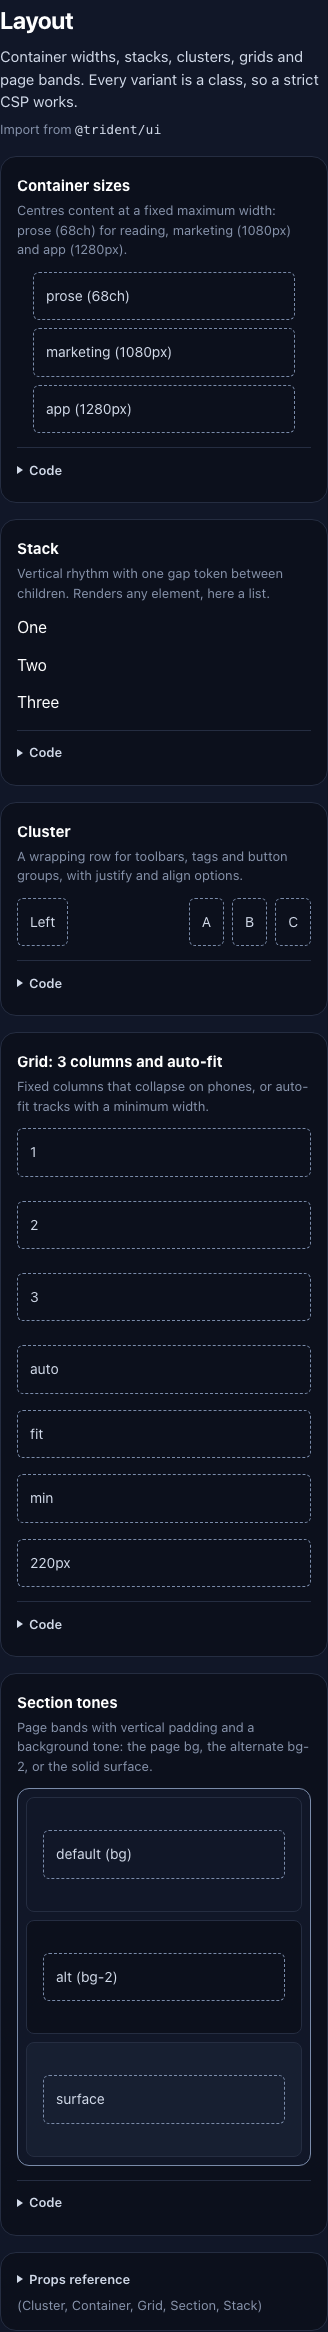 Layout
Container widths, stacks, clusters, grids and
page bands. Every variant is a class, so a strict
CSP works.
Import from @trident/ui
Container sizes
Centres content at a fixed maximum width:
prose (68ch) for reading, marketing (1080px)
and app (1280px).
prose (68ch)
marketing (1080px)
app (1280px)
Code
Stack
Vertical rhythm with one gap token between
children. Renders any element, here a list.
One
Two
Three
Code
Cluster
A wrapping row for toolbars, tags and button
groups, with justify and align options.
Left A B C
Code
Grid: 3 columns and auto-fit
Fixed columns that collapse on phones, or auto-
fit tracks with a minimum width.
1
2
3
auto
fit
min
220px
Code
Section tones
Page bands with vertical padding and a
background tone: the page bg, the alternate bg-
2, or the solid surface.
default (bg)
alt (bg-2)
surface
Code
Props reference
(Cluster, Container, Grid, Section, Stack)